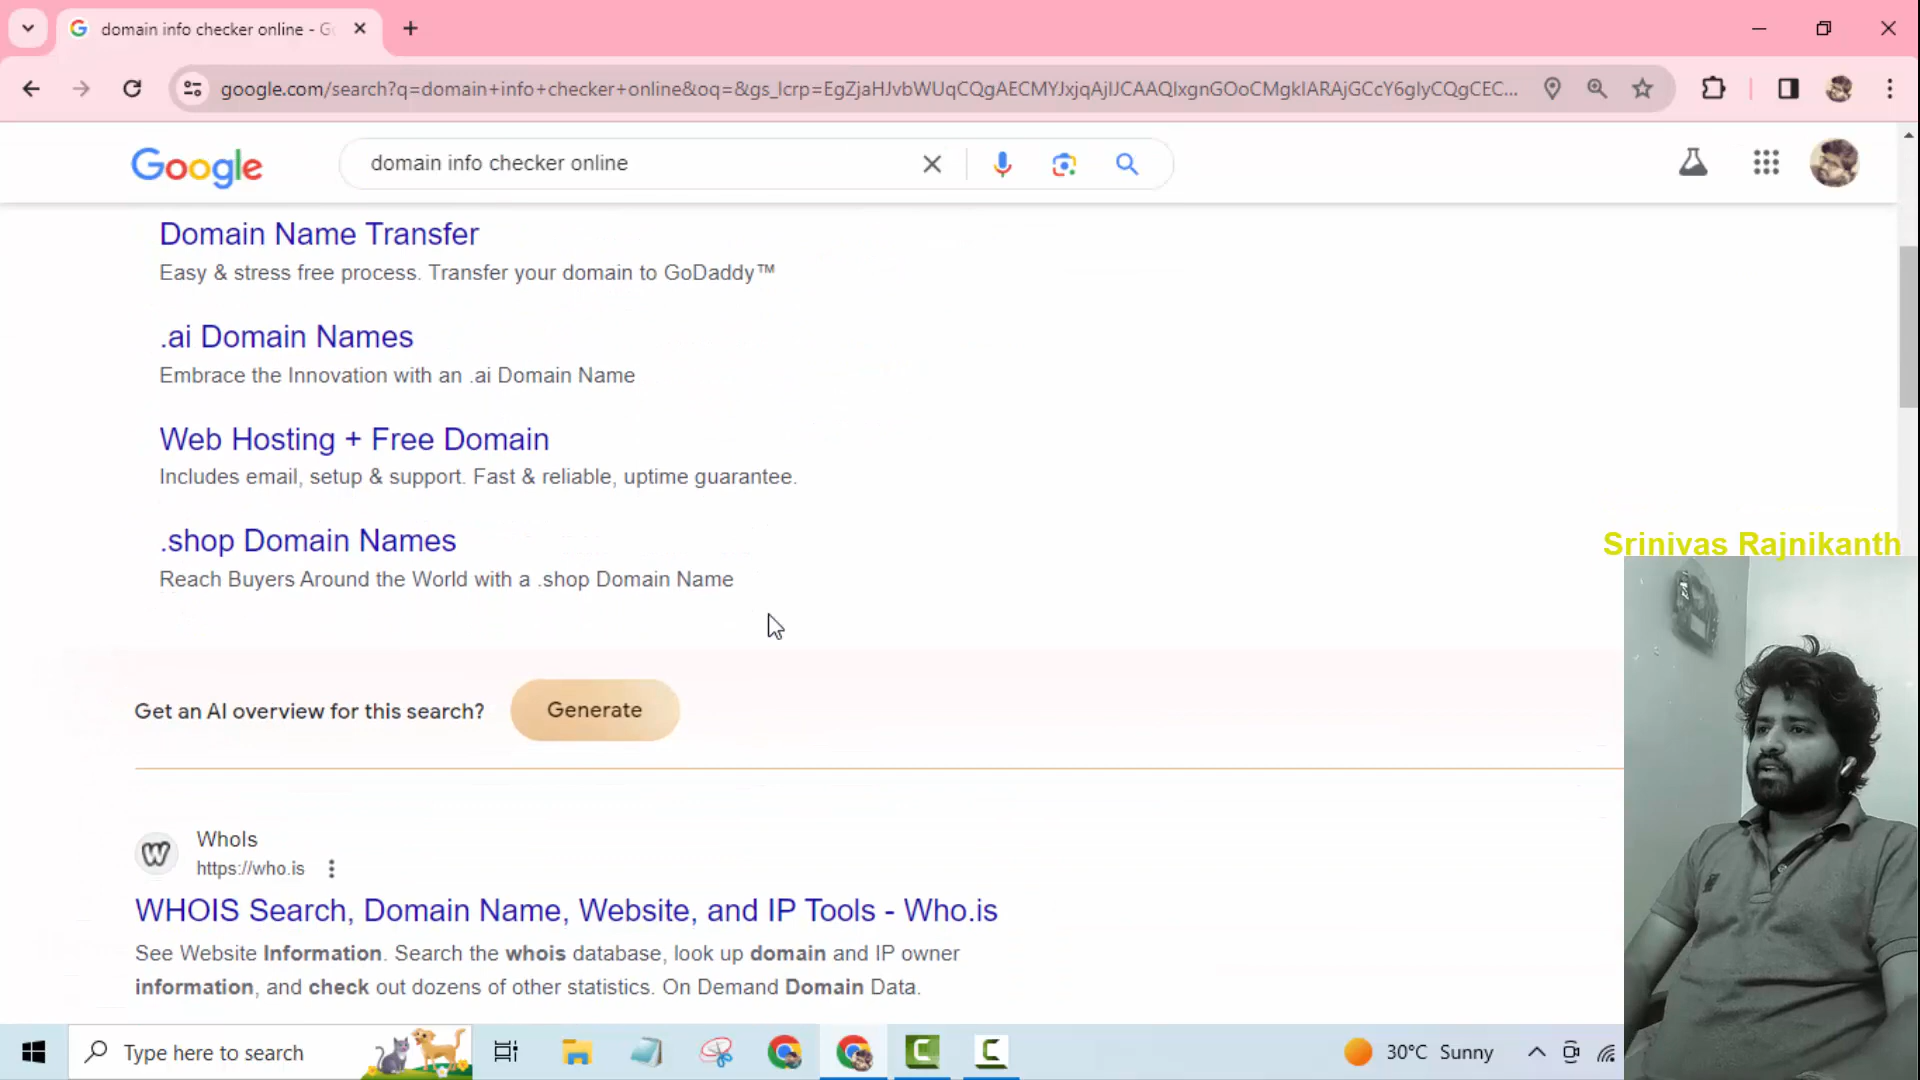 domain info checker online - Go
google.com/search?q=domain+info+checker+online&oq=&gs_lcrp=EgZjaHJvbWUqCQgAECMYJxjqAjIJCAAQIxgnGOoCMgkIARAjGCcY6gIyCQgCEC...
Google
domain info checker online
Domain Name Transfer
Easy & stress free process. Transfer your domain to GoDaddy™
.ai Domain Names
Embrace the Innovation with an .ai Domain Name
Web Hosting + Free Domain
Includes email, setup & support. Fast & reliable, uptime guarantee.
.shop Domain Names
Reach Buyers Around the World with a .shop Domain Name
Srinivas Rajnikanth
Get an AI overview for this search?
Generate
W
WhoIs
https://who.is
WHOIS Search, Domain Name, Website, and IP Tools - Who.is
See Website Information. Search the whois database, look up domain and IP owner
information, and check out dozens of other statistics. On Demand Domain Data.
Type here to search
30°C Sunny